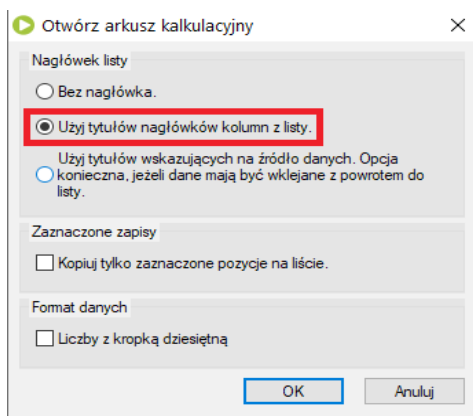 Otwórz arkusz kalkulacyjny
Nagłówek listy
Bez nagłówka.
Użyj tytułów nagłówków kolumn z listy.
Użyj tytułów wskazujących na źródło danych. Opcja
konieczna, jeżeli dane mają być wklejane z powrotem do
listy.
Zaznaczone zapisy
Kopiuj tylko zaznaczone pozycje na liście.
Format danych
Liczby z kropką dziesiętną
OK
Anuluj